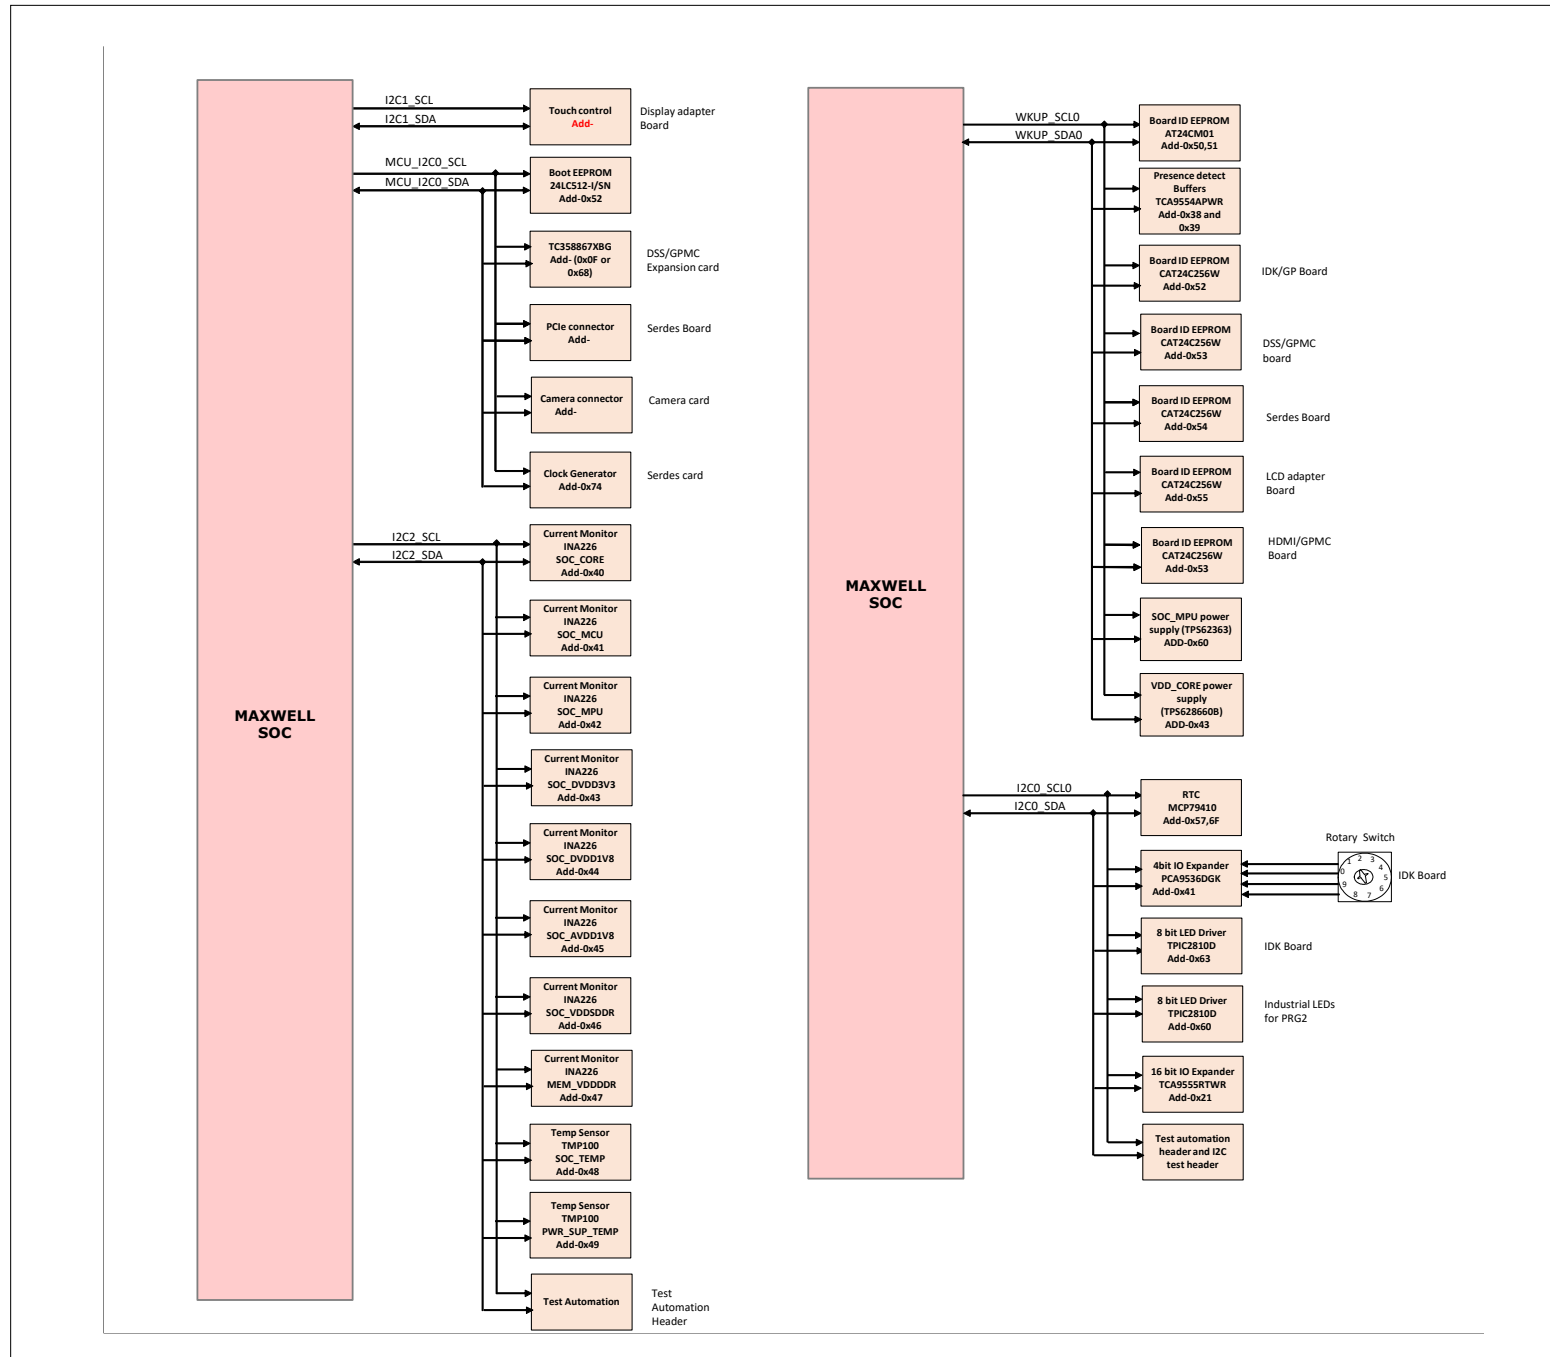 I2C1_SCL
I2C1_SDA
Touch control
Add-
Display adapter
Board
MCU_I2C0_SCL
MCU_I2C0_SDA
Boot EEPROM
24LC512-I/SN
Add-0x52
TC358867XBG
Add- (0x0F or
0x68)
DSS/GPMC
Expansion card
PCIe connector
Add-
Serdes Board
Camera connector
Add-
Camera card
Clock Generator
Add-0x74
Serdes card
MAXWELL
SOC
I2C2_SCL
I2C2_SDA
Current Monitor
INA226
SOC_CORE
Add-0x40
Current Monitor
INA226
SOC_MCU
Add-0x41
Current Monitor
INA226
SOC_MPU
Add-0x42
Current Monitor
INA226
SOC_DVDD3V3
Add-0x43
Current Monitor
INA226
SOC_DVDD1V8
Add-0x44
Current Monitor
INA226
SOC_AVDD1V8
Add-0x45
Current Monitor
INA226
SOC_VDDSDDR
Add-0x46
Current Monitor
INA226
MEM_VDDDDR
Add-0x47
Temp Sensor
TMP100
SOC_TEMP
Add-0x48
Temp Sensor
TMP100
PWR_SUP_TEMP
Add-0x49
Test Automation
Test
Automation
Header
MAXWELL
SOC
WKUP_SCL0
WKUP_SDA0
Board ID EEPROM
AT24CM01
Add-0x50,51
Presence detect
Buffers
TCA9554APWR
Add-0x38 and
0x39
Board ID EEPROM
CAT24C256W
Add-0x52
IDK/GP Board
Board ID EEPROM
CAT24C256W
Add-0x53
DSS/GPMC
board
Board ID EEPROM
CAT24C256W
Add-0x54
Serdes Board
Board ID EEPROM
CAT24C256W
Add-0x55
LCD adapter
Board
Board ID EEPROM
CAT24C256W
Add-0x53
HDMI/GPMC
Board
SOC_MPU power
supply (TPS62363)
ADD-0x60
VDD_CORE power
supply
(TPS628660B)
ADD-0x43
I2C0_SCL0
I2C0_SDA
RTC
MCP79410
Add-0x57,6F
4bit IO Expander
PCA9536DGK
Add-0x41
Rotary Switch
0
1
2
3
4
5
6
7
8
9
IDK Board
8 bit LED Driver
TPIC2810D
Add-0x63
IDK Board
8 bit LED Driver
TPIC2810D
Add-0x60
Industrial LEDs
for PRG2
16 bit IO Expander
TCA9555RTWR
Add-0x21
Test automation
header and I2C
test header